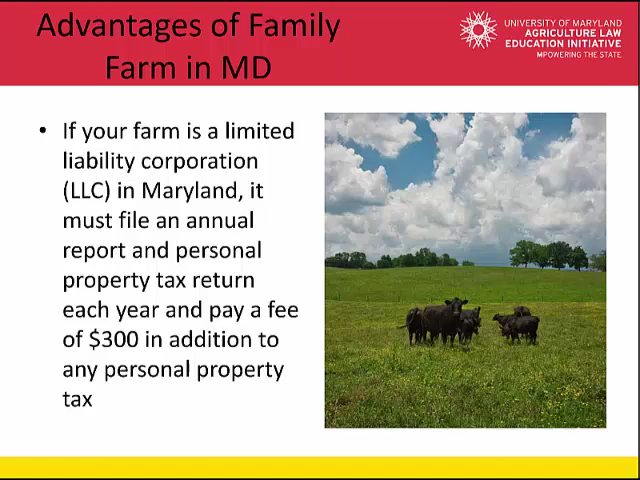 Advantages of Family
Farm in MD
UNIVERSITY OF MARYLAND
AGRICULTURE LAW
EDUCATION INITIATIVE
MPOWERING THE STATE
• If your farm is a limited
liability corporation
(LLC) in Maryland, it
must file an annual
report and personal
property tax return
each year and pay a fee
of $300 in addition to
any personal property
tax